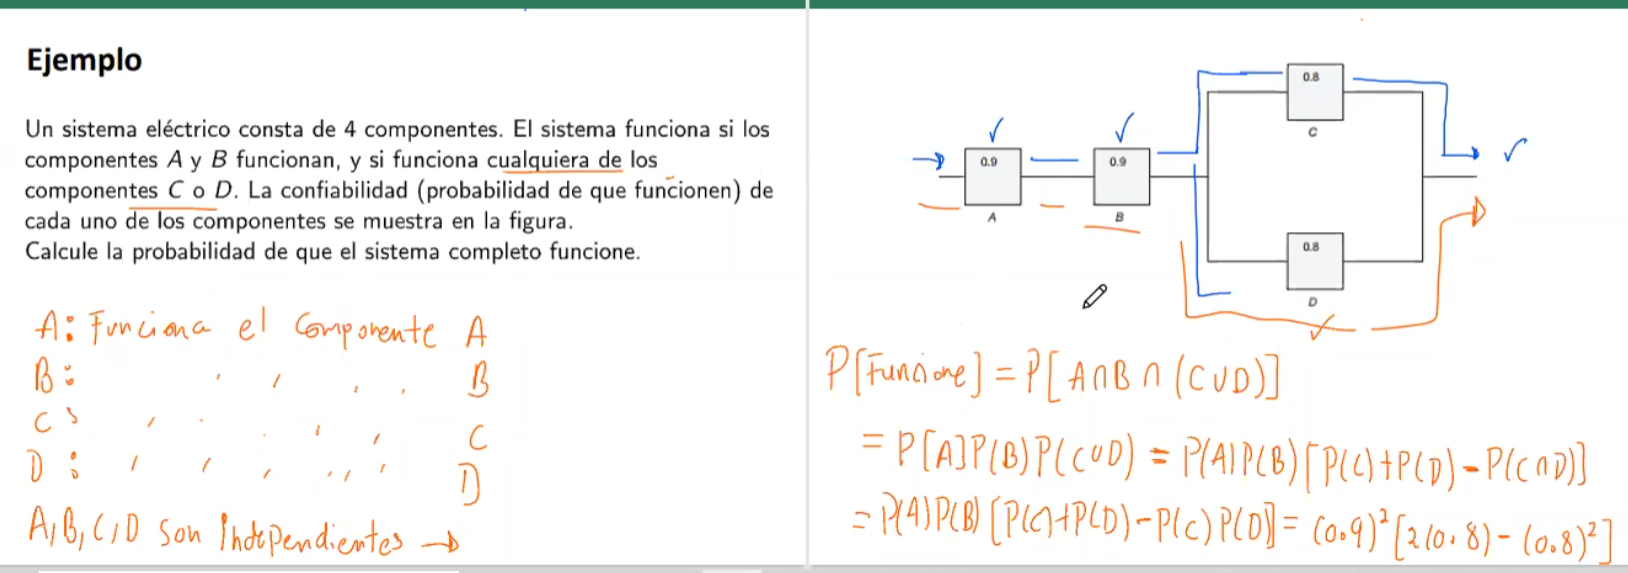 Ejemplo
Un sistema eléctrico consta de 4 componentes. El sistema funciona si los
componentes A y B funcionan, y si funciona cualquiera de los
componentes C o D. La confiabilidad (probabilidad de que funcionen) de
cada uno de los componentes se muestra en la figura.
Calcule la probabilidad de que el sistema completo funcione.
A: Funciona el componente A
B: , , , , B
C: , , , , , C
D: , , , , , , D
A, B, C, D son Independientes →
0.8
C
0.9
A
0.9
B
0.8
D
P[Funcione] = P[A∩B∩(C∪D)]
= P[A]P(B)P(C∪D) = P(A)P(B)[P(C)+P(D)-P(C∩D)]
= P(A)P(B)[P(C)+P(D)-P(C)P(D)] = (0.9)²[2(0.8)-(0.8)²]